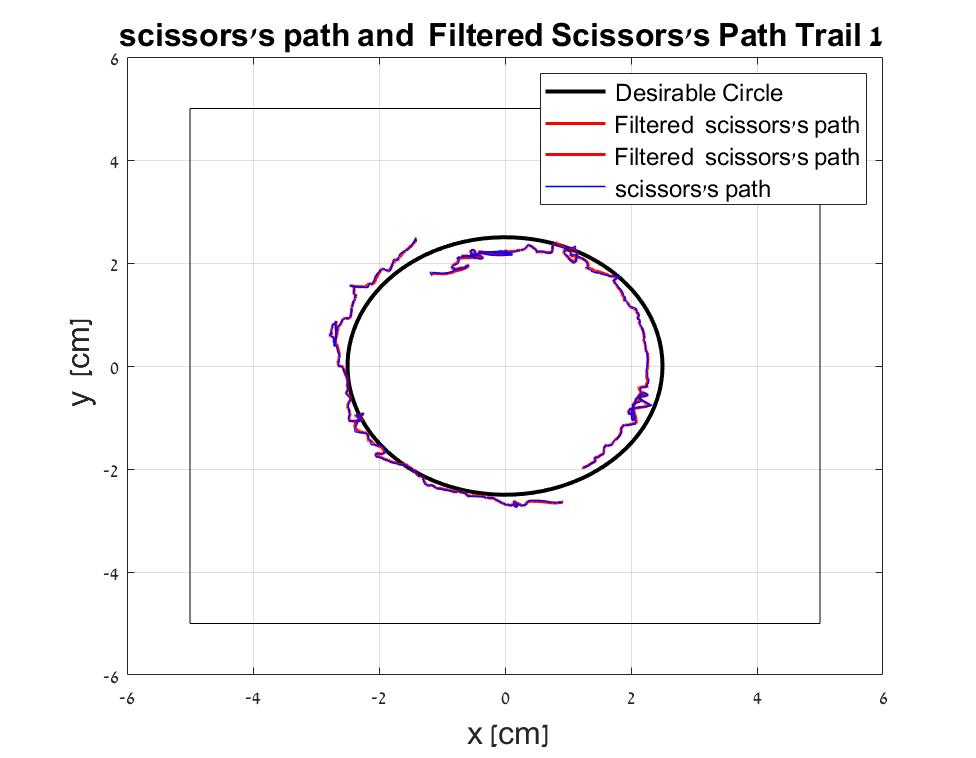 scissors's path and Filtered Scissors's Path Trail 1
Desirable Circle
Filtered scissors's path
Filtered scissors's path
scissors's path
6
4
2
0
-2
-4
-6
y [cm]
-6 -4 -2 0 2 4 6
x [cm]